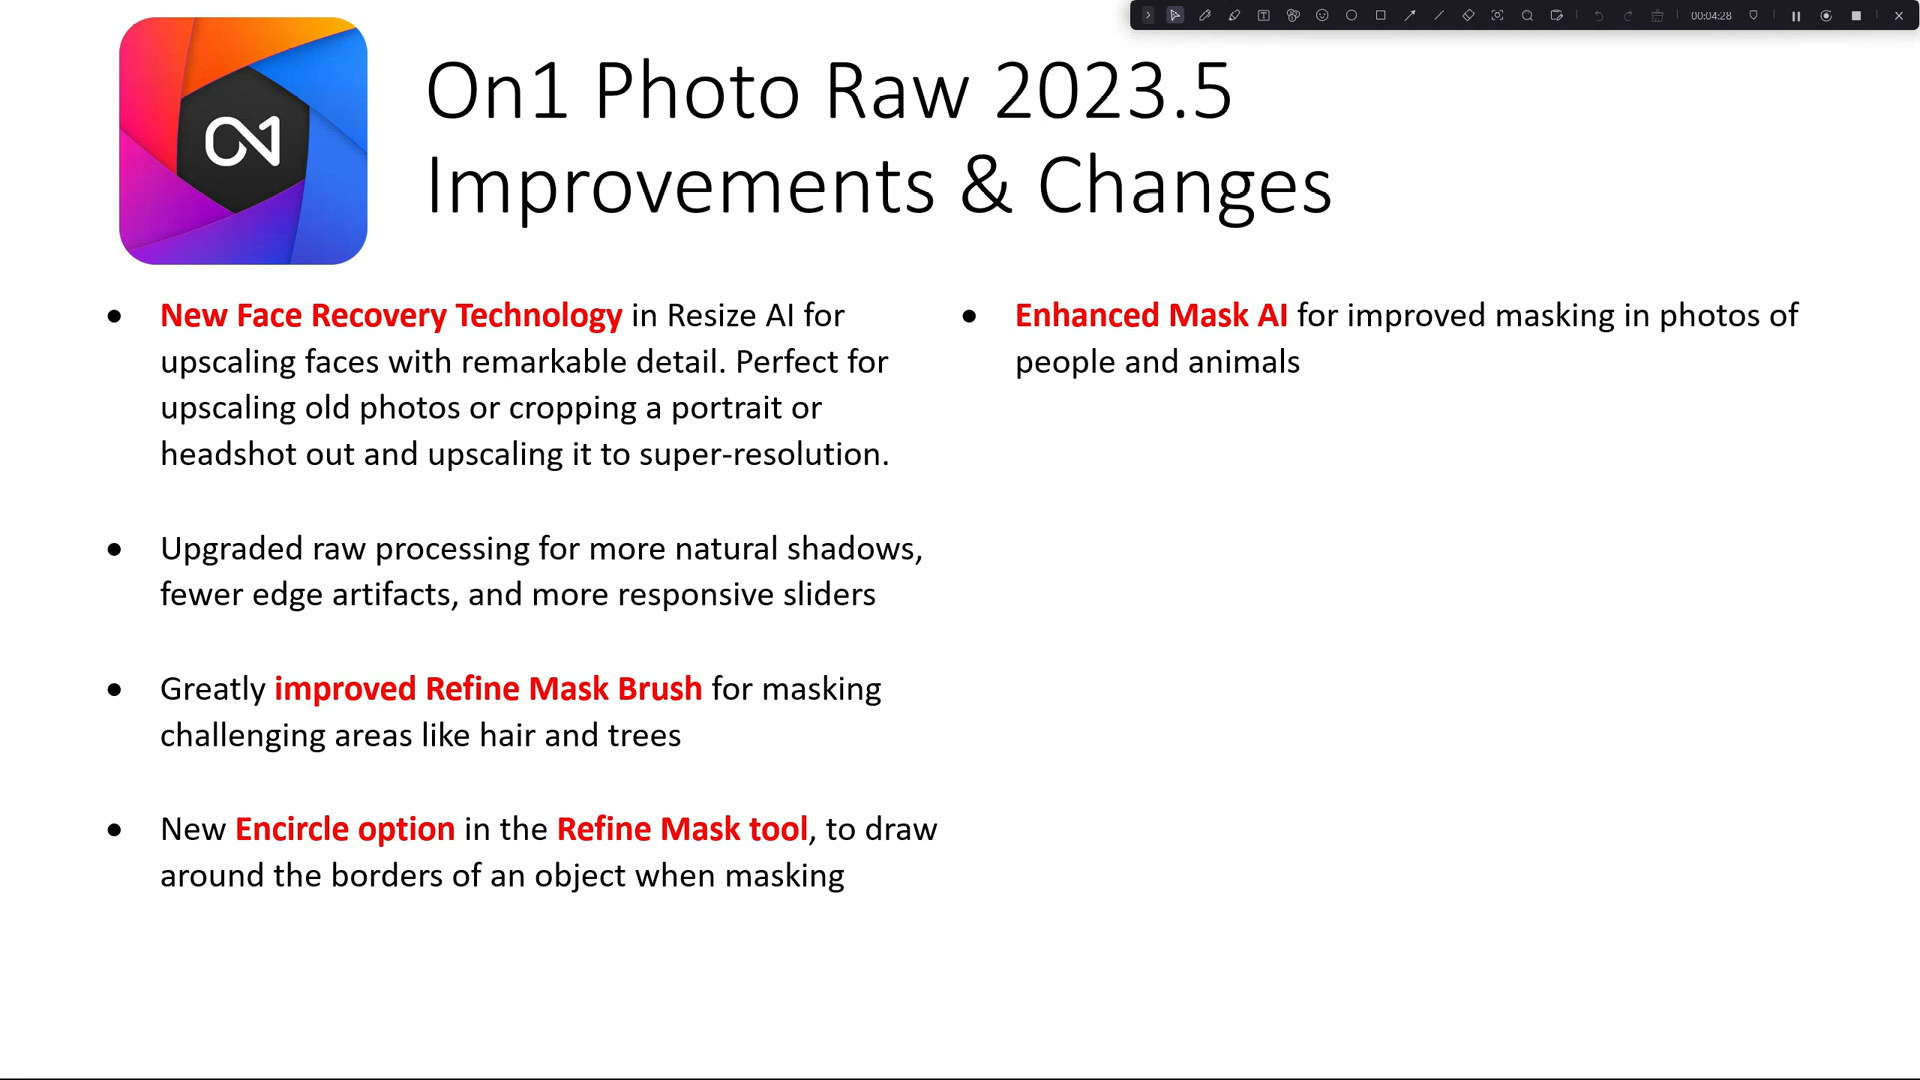 00:04:28
ON1
On1 Photo Raw 2023.5
Improvements & Changes
• New Face Recovery Technology in Resize AI for
upscaling faces with remarkable detail. Perfect for
upscaling old photos or cropping a portrait or
headshot out and upscaling it to super-resolution.
• Upgraded raw processing for more natural shadows,
fewer edge artifacts, and more responsive sliders
• Greatly improved Refine Mask Brush for masking
challenging areas like hair and trees
• New Encircle option in the Refine Mask tool, to draw
around the borders of an object when masking
• Enhanced Mask AI for improved masking in photos of
people and animals